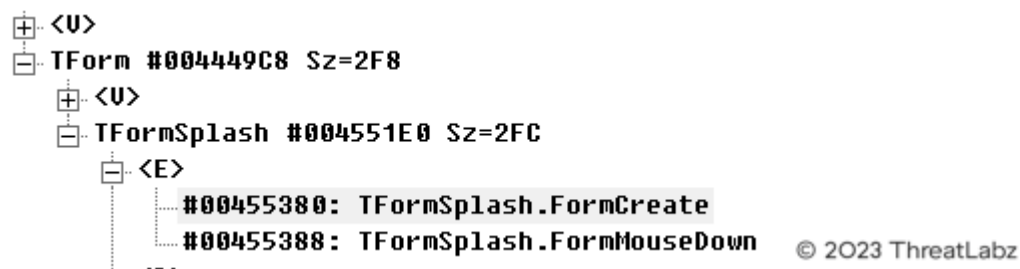 <V>
TForm #004449C8 Sz=2F8
<V>
TFormSplash #004551E0 Sz=2FC
<E>
#00455380: TFormSplash.FormCreate
#00455388: TFormSplash.FormMouseDown
© 2023 ThreatLabz